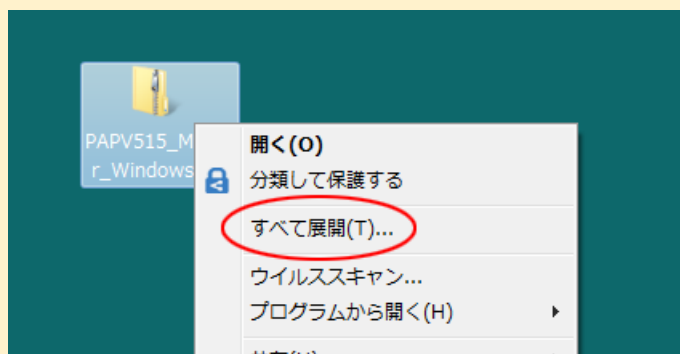 PAPV515_M
r_Windows
開く(O)
分類して保護する
すべて展開(T)...
ウイルススキャン...
プログラムから開く(H)